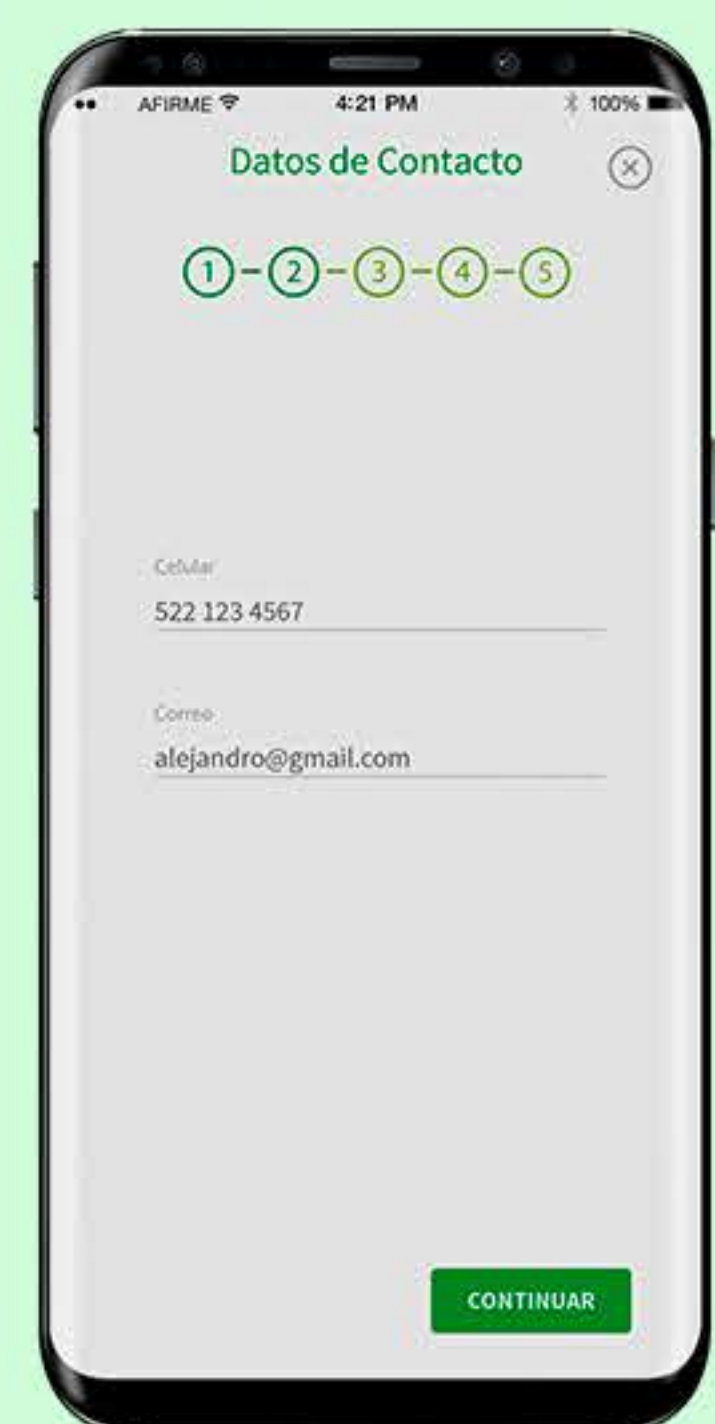 AFIRME 4:21 PM 100%
Datos de Contacto
1 2 3 4 5
Celular
522 123 4567
Correo
alejandro@gmail.com
CONTINUAR